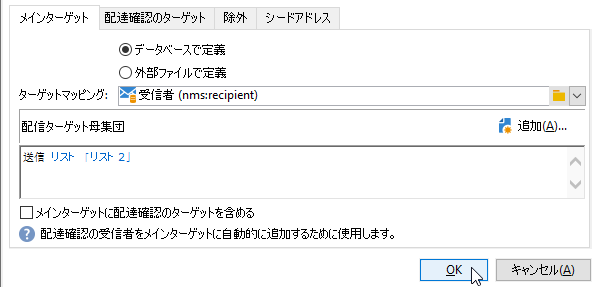 メインターゲット 配達確認のターゲット 除外 シードアドレス
データベースで定義
外部ファイルで定義
ターゲットマッピング: 受信者 (nms:recipient)
配信ターゲット母集団 追加(A)...
送信 リスト 「リスト 2」
メインターゲットに配達確認のターゲットを含める
配達確認の受信者をメインターゲットに自動的に追加するために使用します。
OK キャンセル(A)